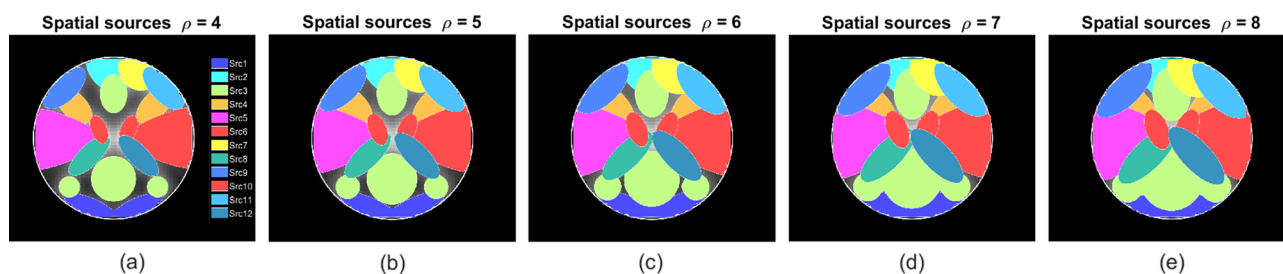 Spatial sources ρ = 4
Spatial sources ρ = 5
Spatial sources ρ = 6
Spatial sources ρ = 7
Spatial sources ρ = 8
Src1
Src2
Src3
Src4
Src5
Src6
Src7
Src8
Src9
Src10
Src11
Src12
(a)
(b)
(c)
(d)
(e)